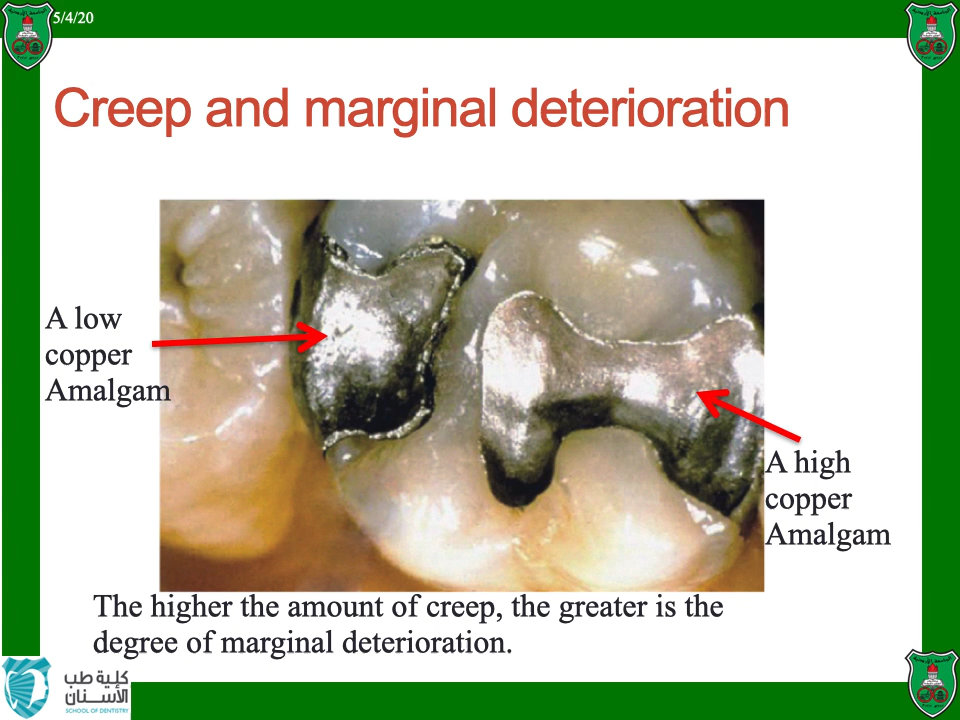 5/4/20
Creep and marginal deterioration
A low
copper
Amalgam
A high
copper
Amalgam
The higher the amount of creep, the greater is the
degree of marginal deterioration.
كلية طب
الأسنان
SCHOOL OF DENTISTRY